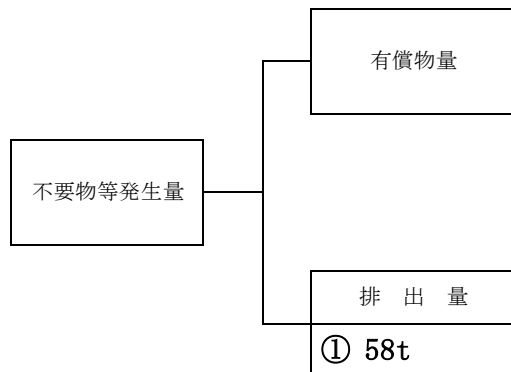 有償物量
不要物等発生量
排出量
① 58t